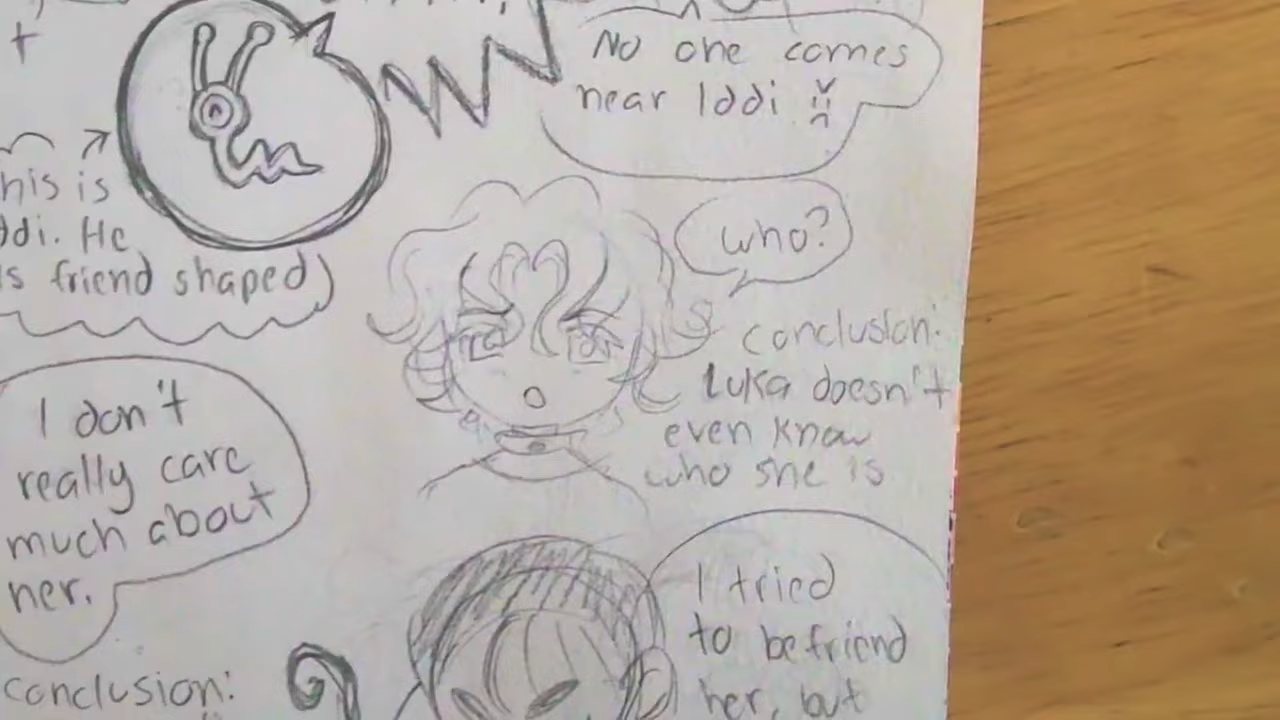 No one comes
near Iddi
his is
ddi. He
is friend shaped)
who?
conclusion:
Luka doesn't
even know
who she is
I don't
really care
much about
her.
conclusion:
I tried
to befriend
her, but